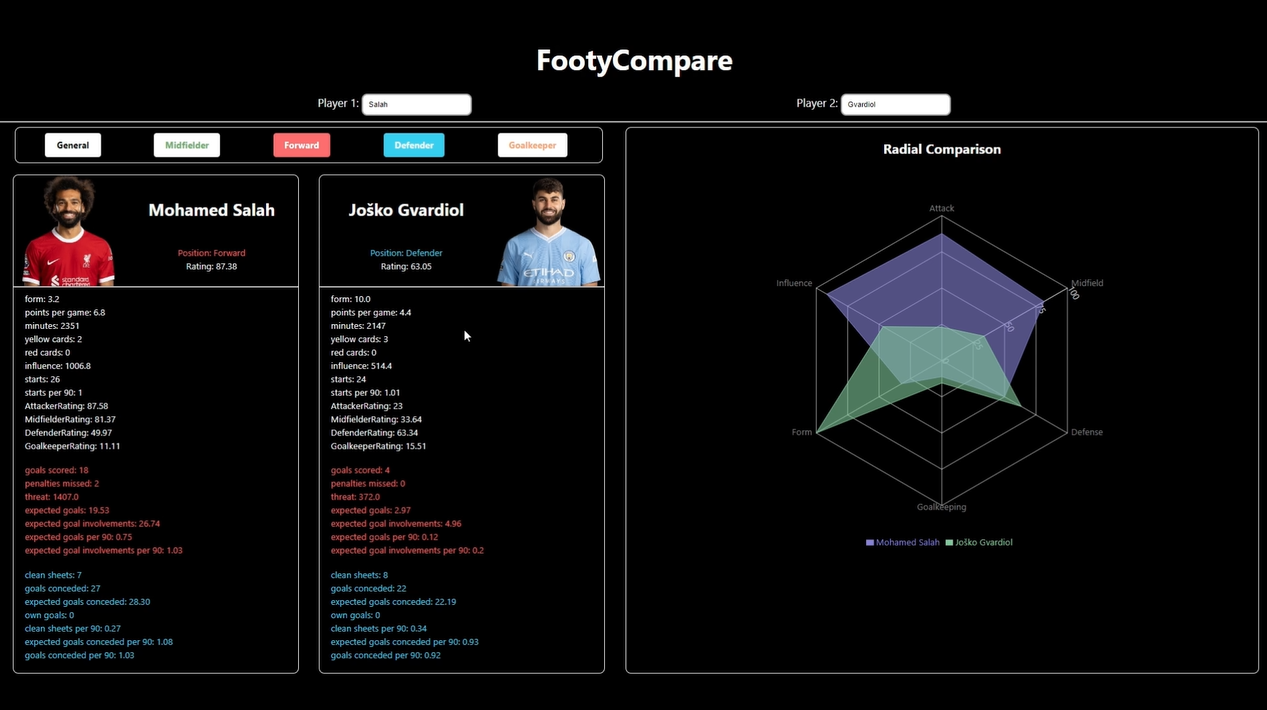 FootyCompare
Player 1: Salah
Player 2: Gvardiol
General
Midfielder
Forward
Defender
Goalkeeper
Mohamed Salah
Position: Forward
Rating: 87.38
standard
chartered
form: 3.2
points per game: 6.8
minutes: 2351
yellow cards: 2
red cards: 0
influence: 1006.8
starts: 26
starts per 90: 1
AttackerRating: 87.58
MidfielderRating: 81.37
DefenderRating: 49.97
GoalkeeperRating: 11.11
goals scored: 18
penalties missed: 2
threat: 1407.0
expected goals: 19.53
expected goal involvements: 26.74
expected goals per 90: 0.75
expected goal involvements per 90: 1.03
clean sheets: 7
goals conceded: 27
expected goals conceded: 28.30
own goals: 0
clean sheets per 90: 0.27
expected goals conceded per 90: 1.08
goals conceded per 90: 1.03
Joško Gvardiol
Position: Defender
Rating: 63.05
ETIHAD
form: 10.0
points per game: 4.4
minutes: 2147
yellow cards: 3
red cards: 0
influence: 514.4
starts: 24
starts per 90: 1.01
AttackerRating: 23
MidfielderRating: 33.64
DefenderRating: 63.34
GoalkeeperRating: 15.51
goals scored: 4
penalties missed: 0
threat: 372.0
expected goals: 2.97
expected goal involvements: 4.96
expected goals per 90: 0.12
expected goal involvements per 90: 0.2
clean sheets: 8
goals conceded: 22
expected goals conceded: 22.19
own goals: 0
clean sheets per 90: 0.34
expected goals conceded per 90: 0.93
goals conceded per 90: 0.92
Radial Comparison
Attack
Influence
Midfield
100
75
50
25
0
Form
Defense
Goalkeeping
Mohamed Salah
Joško Gvardiol